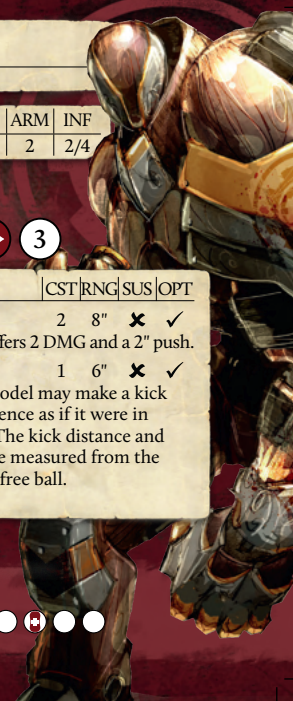 ARM INF
2 2/4
3
CST RNG SUS OPT
2 8" ✘ ✓
ffers 2 DMG and a 2" push.
1 6" ✘ ✓
odel may make a kick
ence as if it were in
The kick distance and
e measured from the
free ball.